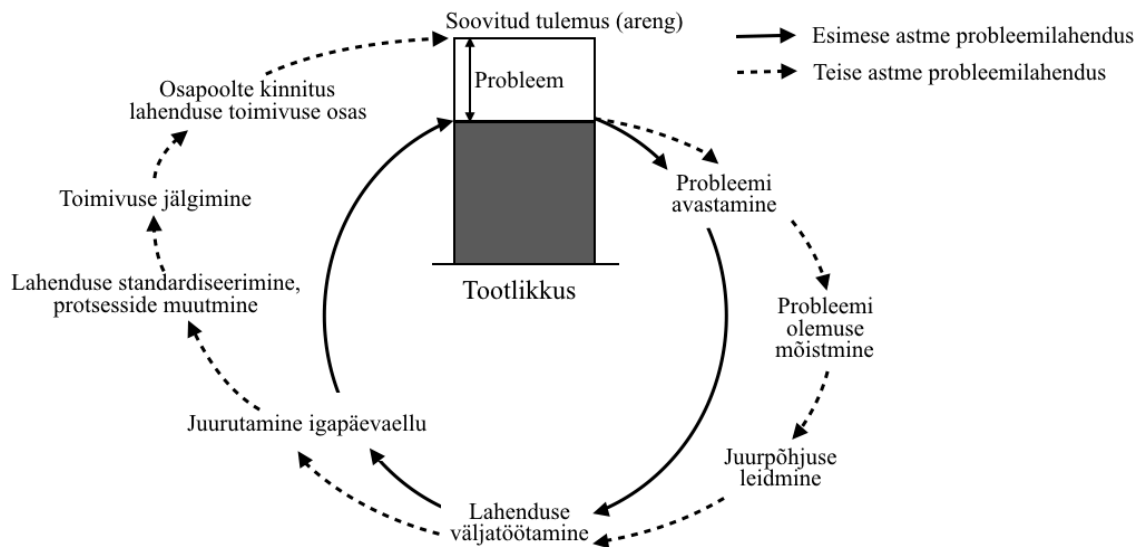 Soovitud tulemus (areng)
Probleem
Tootlikkus
Esimese astme probleemilahendus
Teise astme probleemilahendus
Probleemi
avastamine
Probleemi
olemuse
mõistmine
Juurpõhjuse
leidmine
Lahenduse
väljatöötamine
Juurutamine igapäevaellu
Lahenduse standardiseerimine,
protsesside muutmine
Toimivuse jälgimine
Osapoolte kinnitus
lahenduse toimivuse osas